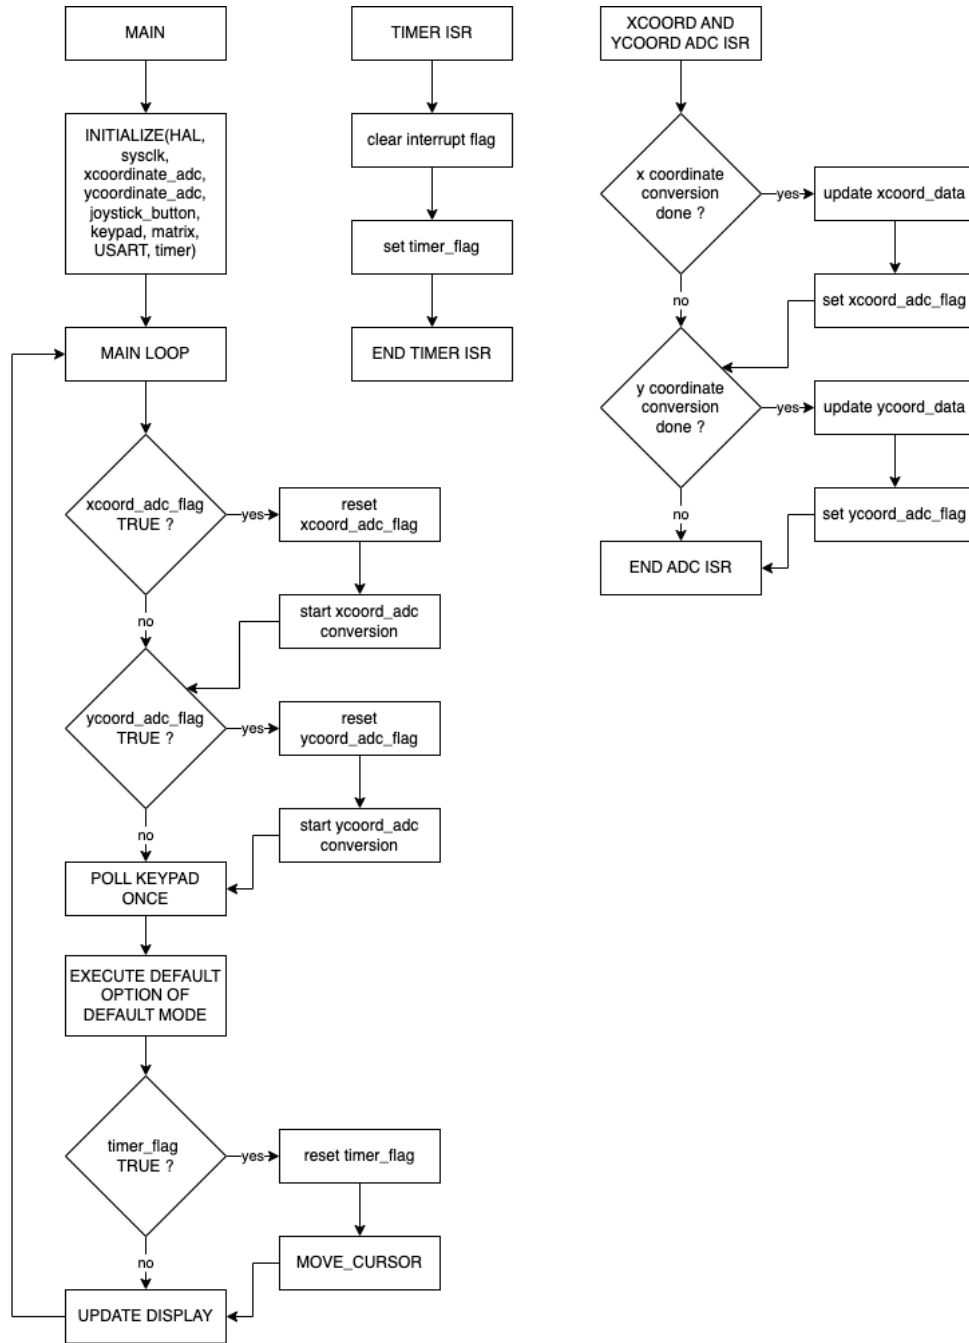 MAIN
INITIALIZE(HAL,
sysclk,
xcoordinate_adc,
ycoordinate_adc,
joystick_button,
keypad, matrix,
USART, timer)
MAIN LOOP
xcoord_adc_flag
TRUE ?
yes
reset
xcoord_adc_flag
start xcoord_adc
conversion
no
ycoord_adc_flag
TRUE ?
yes
reset
ycoord_adc_flag
start ycoord_adc
conversion
no
POLL KEYPAD
ONCE
EXECUTE DEFAULT
OPTION OF
DEFAULT MODE
timer_flag
TRUE ?
yes
reset timer_flag
MOVE_CURSOR
no
UPDATE DISPLAY
TIMER ISR
clear interrupt flag
set timer_flag
END TIMER ISR
XCOORD AND
YCOORD ADC ISR
x coordinate
conversion
done ?
yes
update xcoord_data
set xcoord_adc_flag
no
y coordinate
conversion
done ?
yes
update ycoord_data
set ycoord_adc_flag
no
END ADC ISR